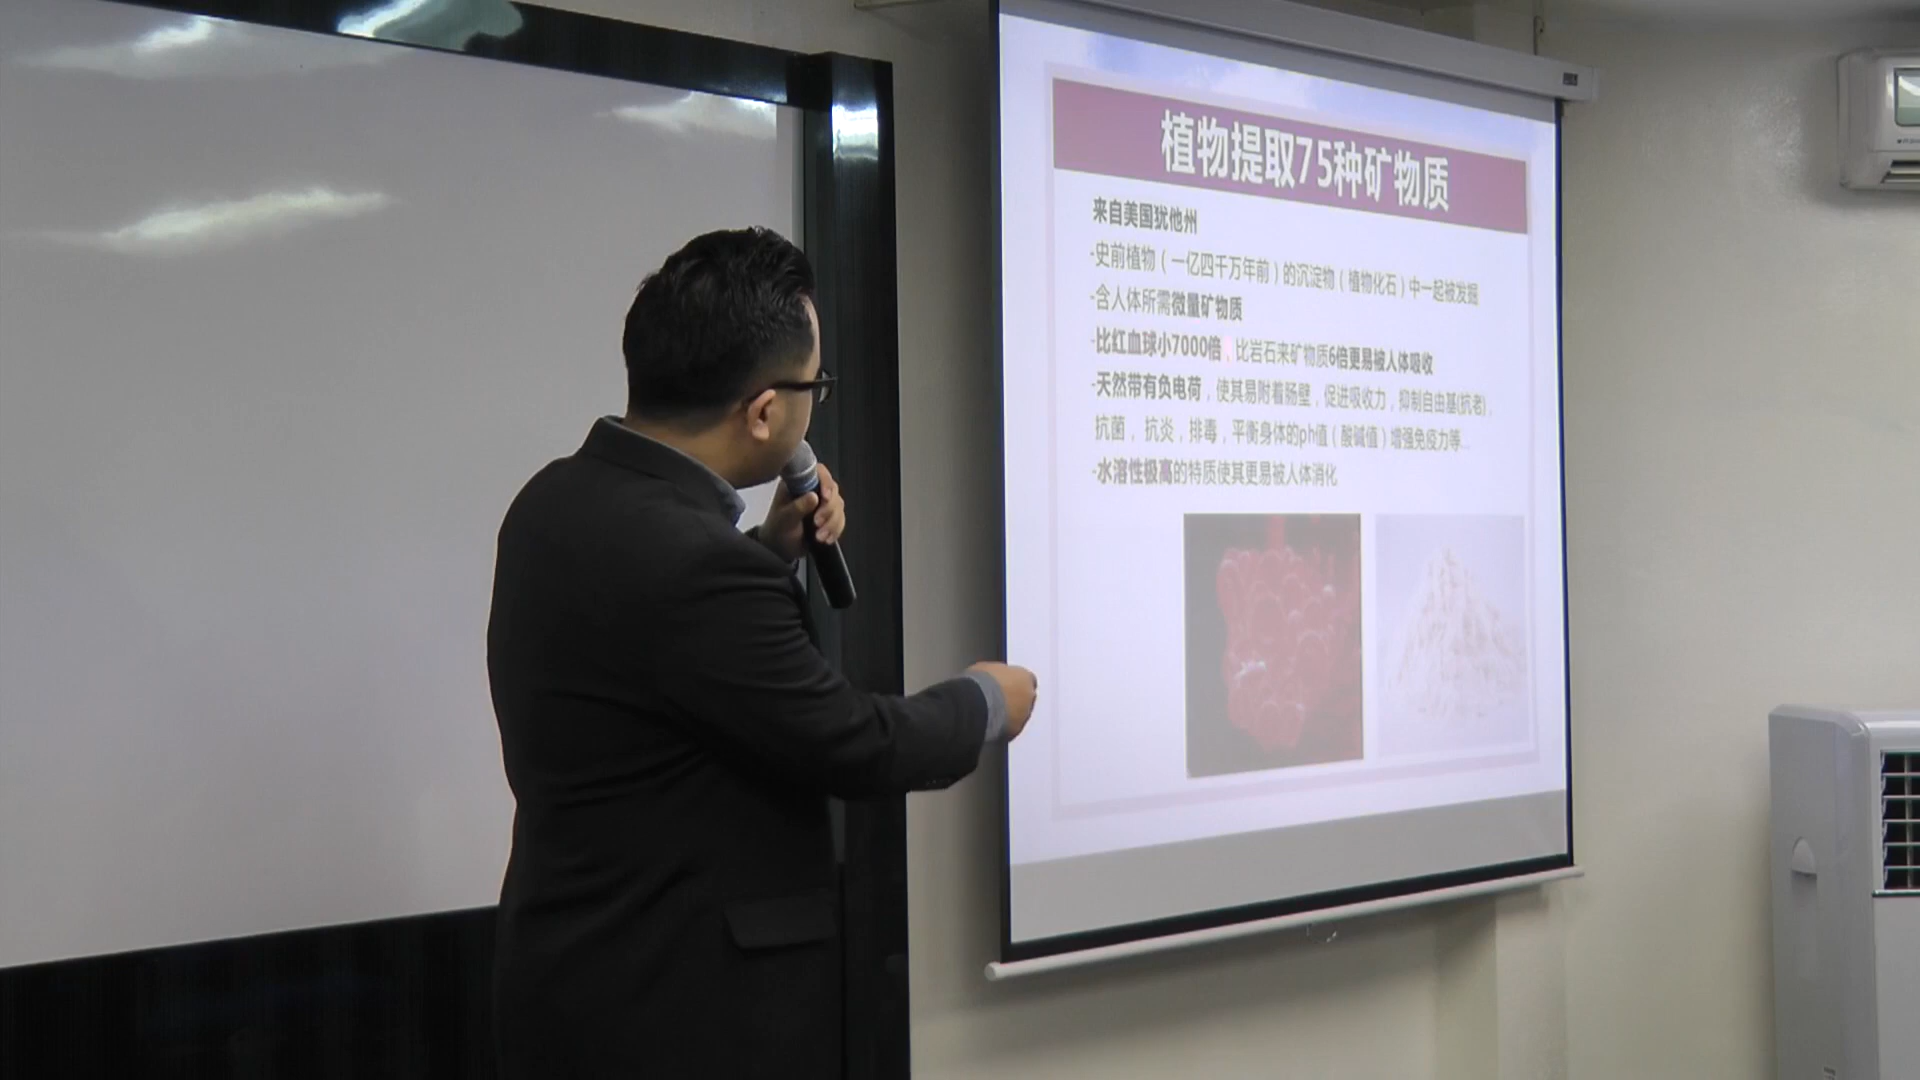 植物提取75种矿物质
来自美国犹他州
-史前植物（一亿四千万年前）的沉淀物（植物化石）中一起被发掘
-含人体所需微量矿物质
-比红血球小7000倍，比岩石来矿物质6倍更易被人体吸收
-天然带有负电荷，使其易附着肠壁，促进吸收力，抑制自由基(抗老)，
抗菌，抗炎，排毒，平衡身体的ph值（酸碱值）增强免疫力等...
-水溶性极高的特质使其更易被人体消化